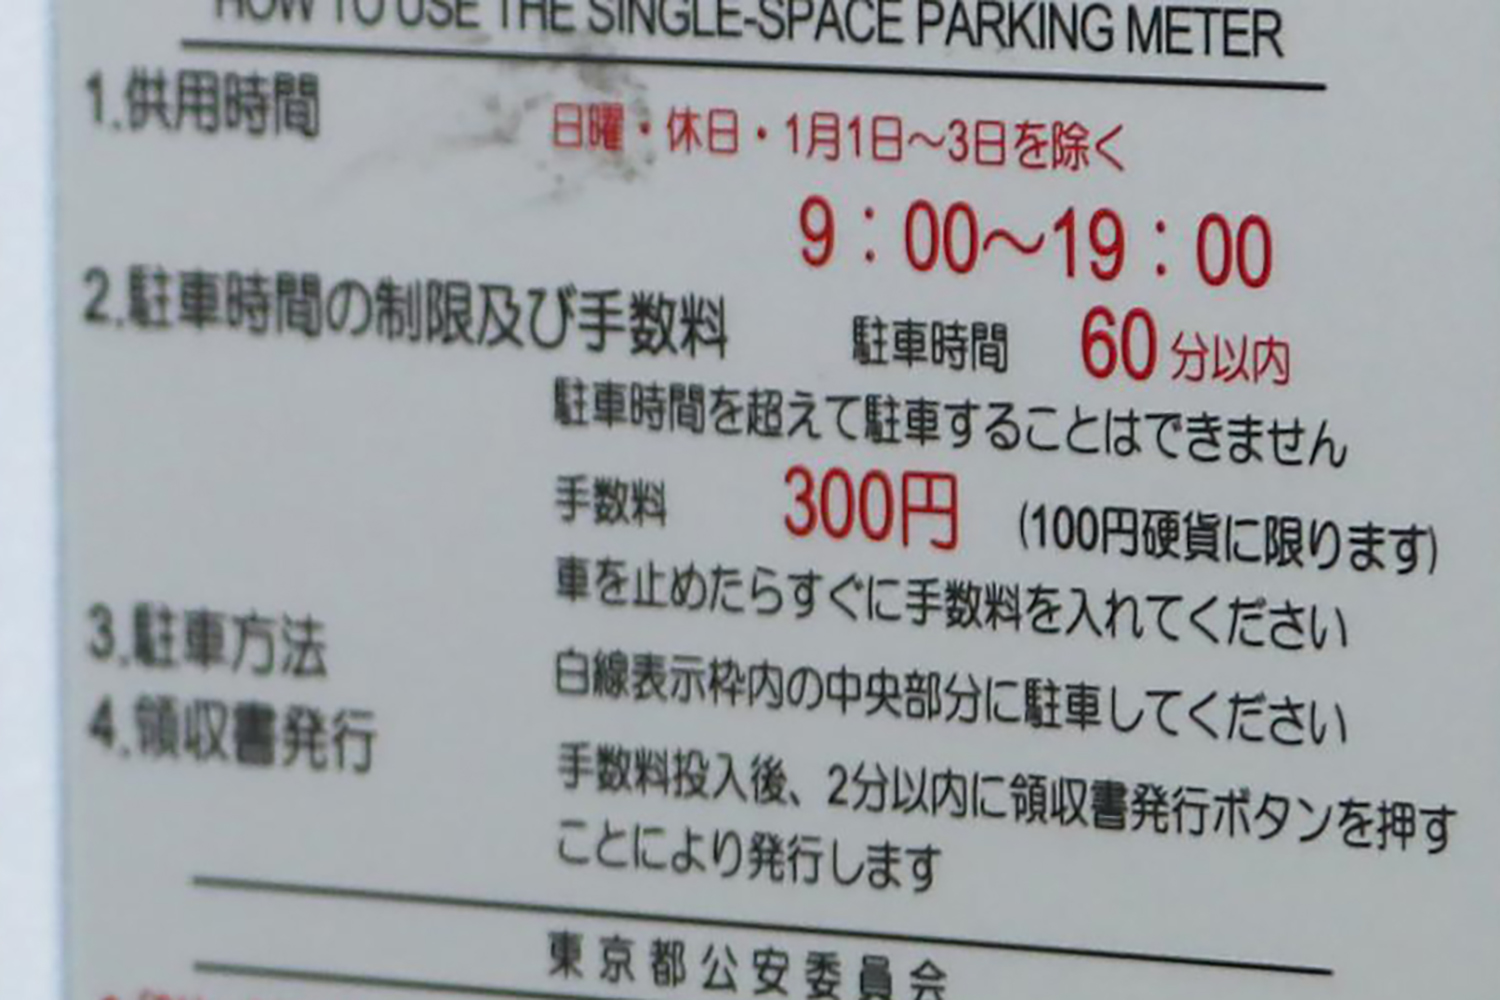 HOW TO USE THE SINGLE-SPACE PARKING METER
1.供用時間
日曜・休日・1月1日～3日を除く
9：00～19：00
2.駐車時間の制限及び手数料 駐車時間 60分以内
駐車時間を超えて駐車することはできません
手数料 300円 (100円硬貨に限ります)
車を止めたらすぐに手数料を入れてください
3.駐車方法 白線表示枠内の中央部分に駐車してください
4.領収書発行 手数料投入後、2分以内に領収書発行ボタンを押す
ことにより発行します
東京都公安委員会